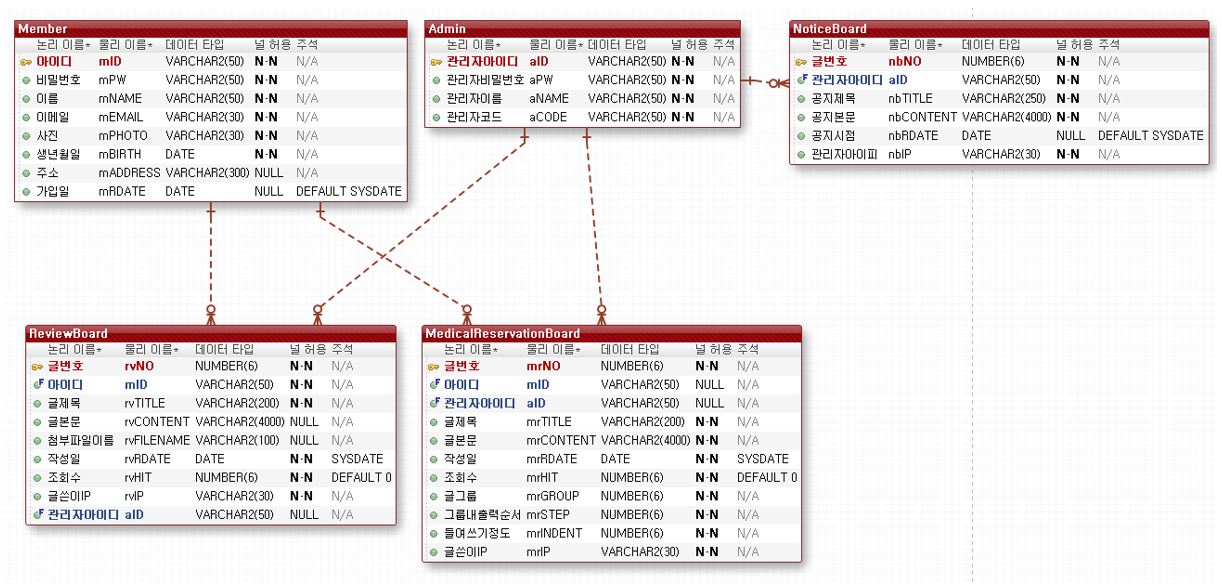 Member
논리 이름* 물리 이름* 데이터 타입 널 허용 주석
아이디 mID VARCHAR2(50) N·N N/A
비밀번호 mPW VARCHAR2(50) N·N N/A
이름 mNAME VARCHAR2(50) N·N N/A
이메일 mEMAIL VARCHAR2(30) N·N N/A
사진 mPHOTO VARCHAR2(30) N·N N/A
생년월일 mBIRTH DATE N·N N/A
주소 mADDRESS VARCHAR2(300) NULL N/A
가입일 mRDATE DATE NULL DEFAULT SYSDATE
Admin
논리 이름* 물리 이름* 데이터 타입 널 허용 주석
관리자아이디 aID VARCHAR2(50) N·N N/A
관리자비밀번호 aPW VARCHAR2(50) N·N N/A
관리자이름 aNAME VARCHAR2(50) N·N N/A
관리자코드 aCODE VARCHAR2(50) N·N N/A
NoticeBoard
논리 이름* 물리 이름* 데이터 타입 널 허용 주석
글번호 nbNO NUMBER(6) N·N N/A
관리자아이디 aID VARCHAR2(50) N·N N/A
공지제목 nbTITLE VARCHAR2(250) N·N N/A
공지본문 nbCONTENT VARCHAR2(4000) N·N N/A
공지시점 nbRDATE DATE NULL DEFAULT SYSDATE
관리자아이피 nbIP VARCHAR2(30) N·N N/A
ReviewBoard
논리 이름* 물리 이름* 데이터 타입 널 허용 주석
글번호 rvNO NUMBER(6) N·N N/A
아이디 mID VARCHAR2(50) N·N N/A
글제목 rvTITLE VARCHAR2(200) N·N N/A
글본문 rvCONTENT VARCHAR2(4000) NULL N/A
첨부파일이름 rvFILENAME VARCHAR2(100) NULL N/A
작성일 rvRDATE DATE N·N SYSDATE
조회수 rvHIT NUMBER(6) N·N DEFAULT 0
글쓴이IP rvIP VARCHAR2(30) N·N N/A
관리자아이디 aID VARCHAR2(50) NULL N/A
MedicalReservationBoard
논리 이름* 물리 이름* 데이터 타입 널 허용 주석
글번호 mrNO NUMBER(6) N·N N/A
아이디 mID VARCHAR2(50) NULL N/A
관리자아이디 aID VARCHAR2(50) NULL N/A
글제목 mrTITLE VARCHAR2(200) N·N N/A
글본문 mrCONTENT VARCHAR2(4000) N·N N/A
작성일 mrRDATE DATE N·N SYSDATE
조회수 mrHIT NUMBER(6) N·N DEFAULT 0
글그룹 mrGROUP NUMBER(6) N·N N/A
그룹내출력순서 mrSTEP NUMBER(6) N·N N/A
들여쓰기정도 mrINDENT NUMBER(6) N·N N/A
글쓴이IP mrIP VARCHAR2(30) N·N N/A